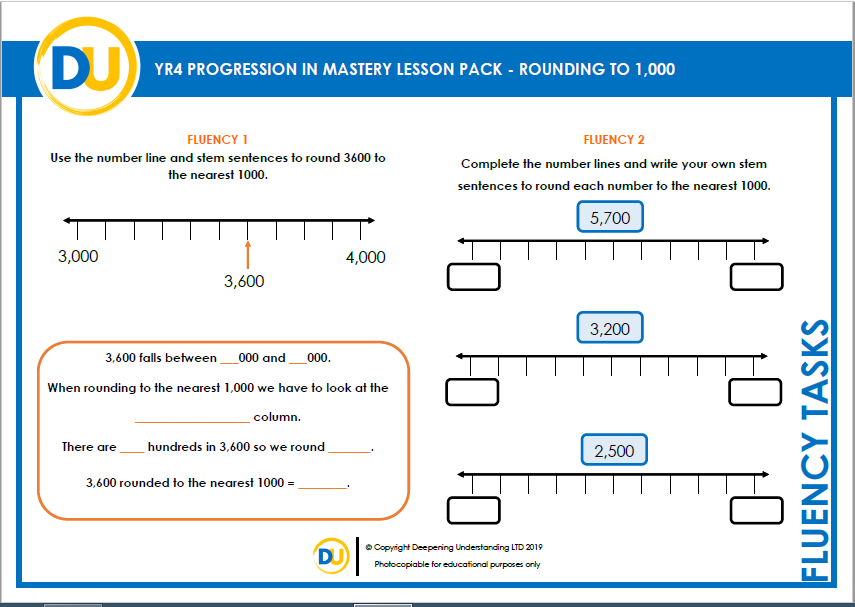 DU
YR4 PROGRESSION IN MASTERY LESSON PACK - ROUNDING TO 1,000
FLUENCY 1
Use the number line and stem sentences to round 3600 to
the nearest 1000.
3,000
4,000
3,600
3,600 falls between ___000 and ___000.
When rounding to the nearest 1,000 we have to look at the
___________________ column.
There are ____ hundreds in 3,600 so we round _______.
3,600 rounded to the nearest 1000 = ________.
FLUENCY 2
Complete the number lines and write your own stem
sentences to round each number to the nearest 1000.
5,700
3,200
2,500
FLUENCY TASKS
DU
© Copyright Deepening Understanding LTD 2019
Photocopiable for educational purposes only